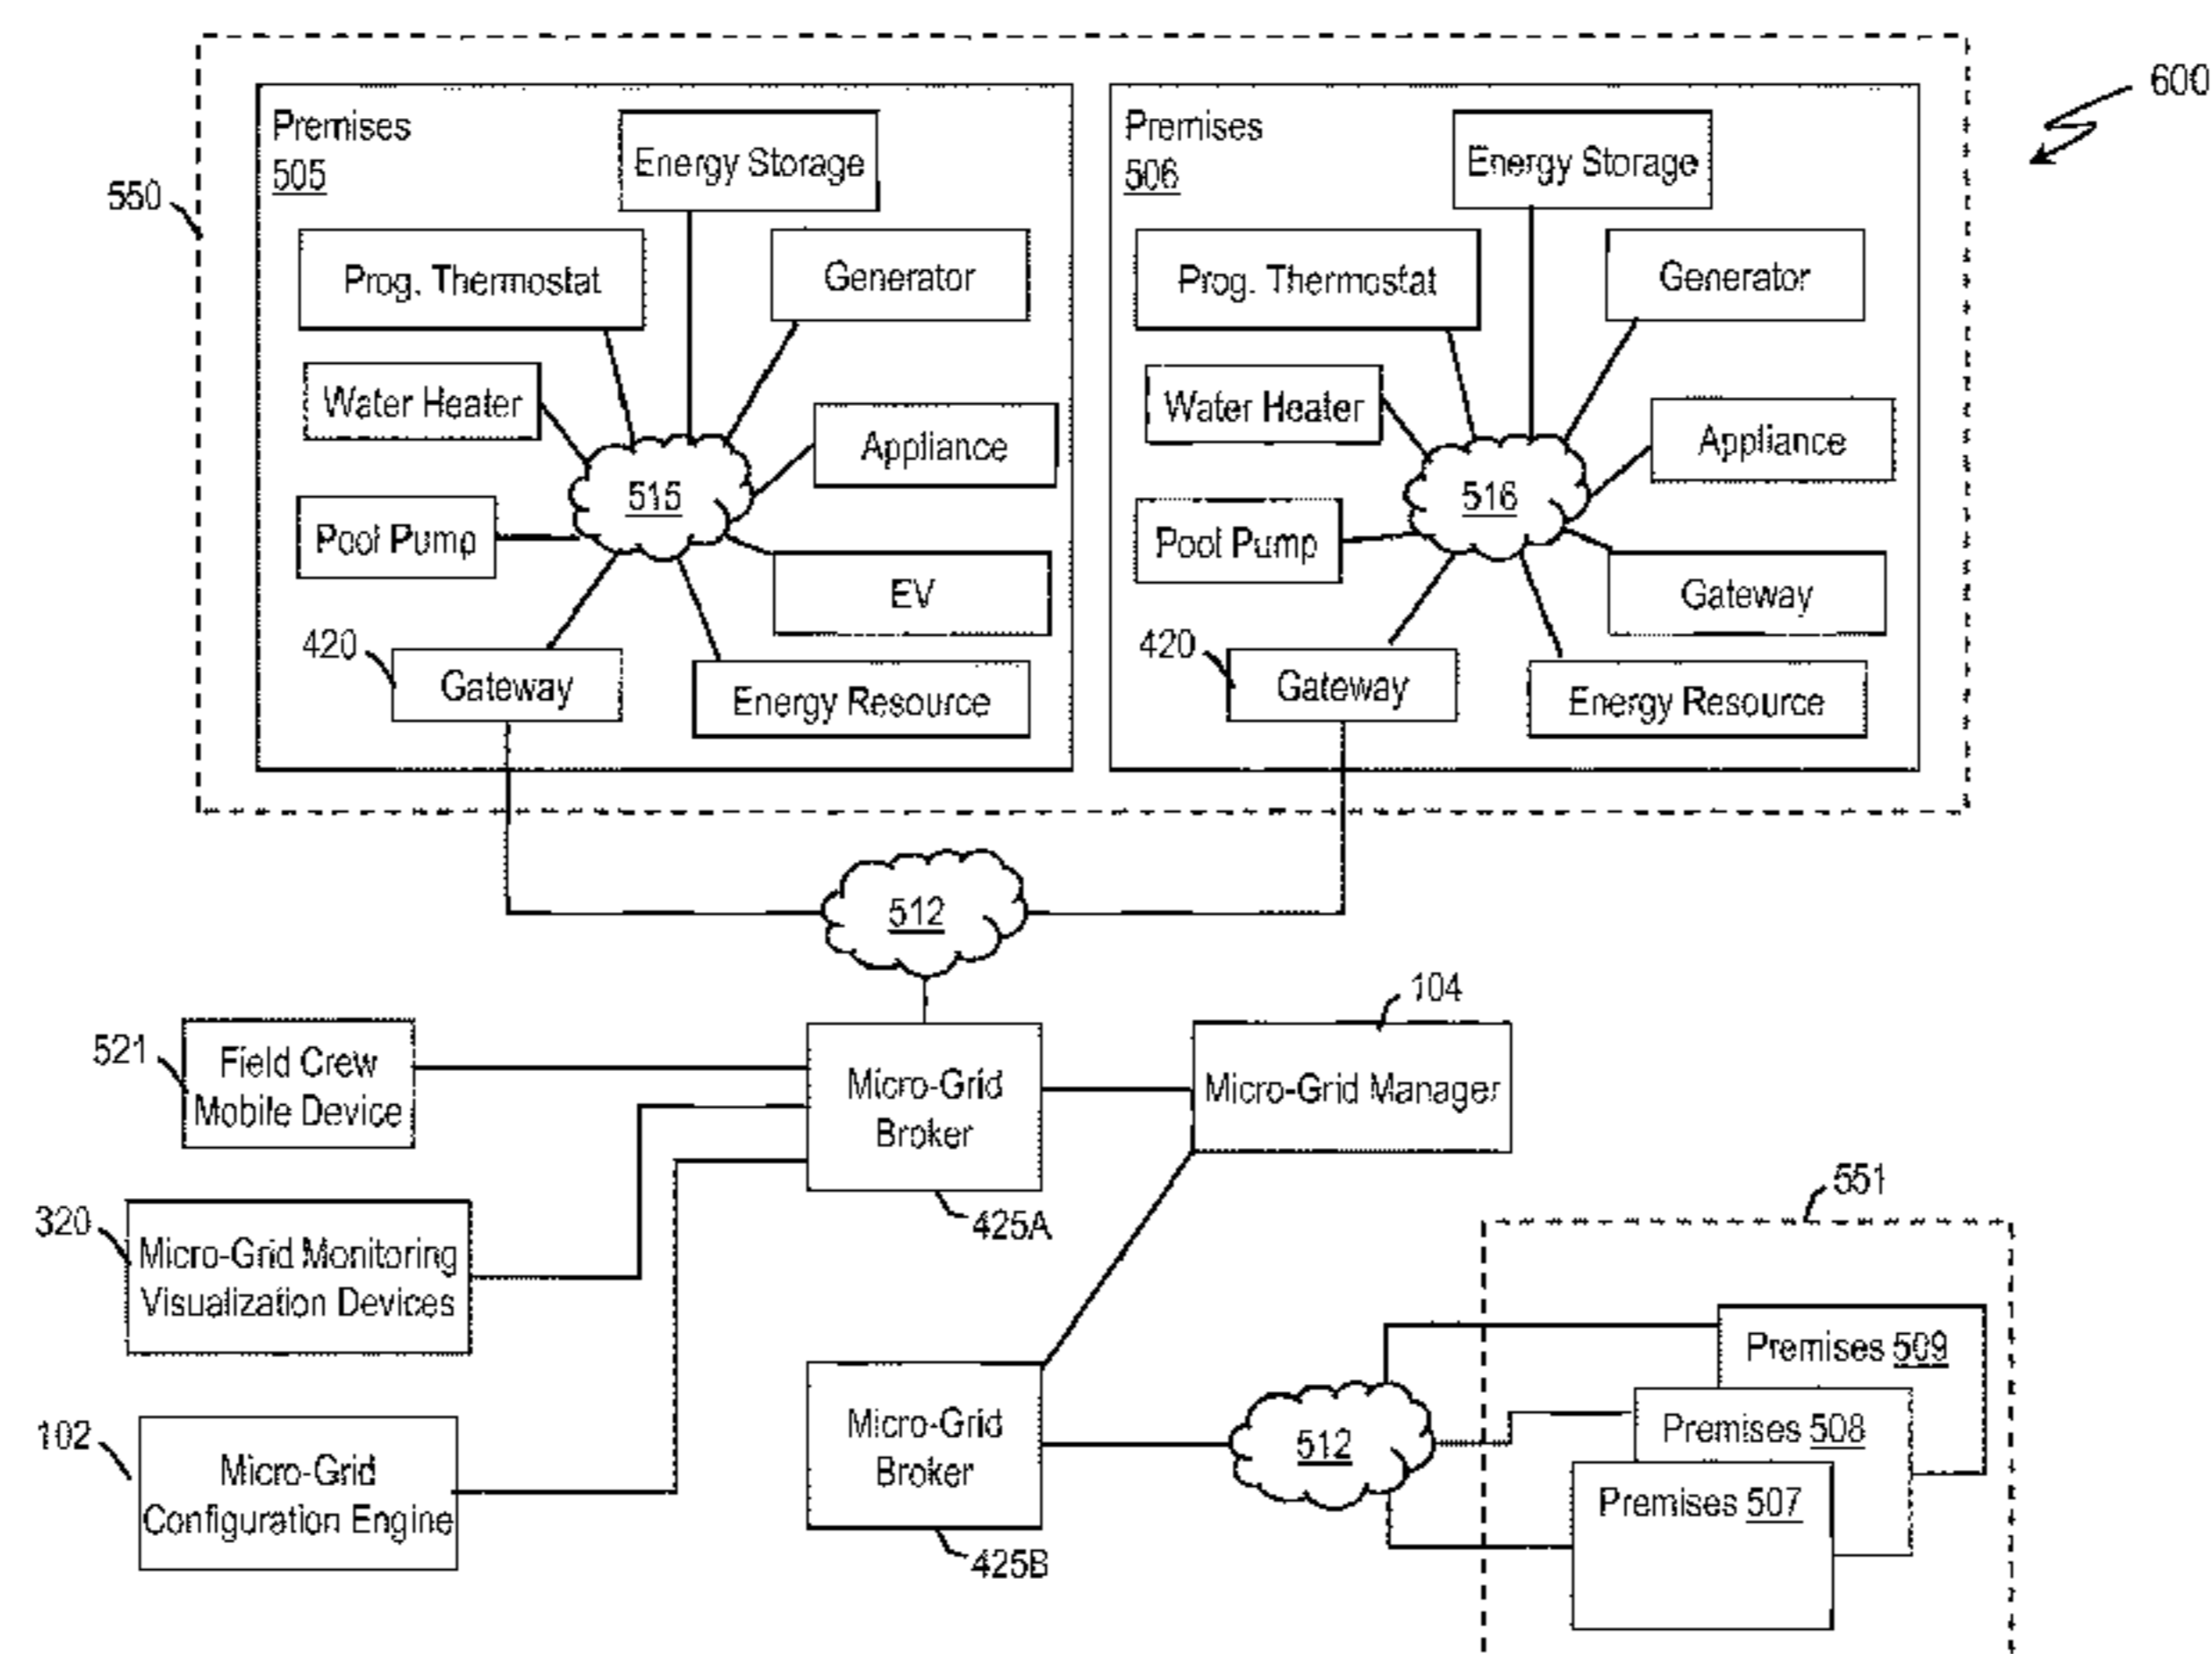 600
550
Premises
505
Energy Storage
Prog. Thermostat
Generator
Water Heater
Appliance
515
Pool Pump
EV
420
Gateway
Energy Resource
Premises
506
Energy Storage
Prog. Thermostat
Generator
Water Heater
Appliance
516
Pool Pump
Gateway
420
Gateway
Energy Resource
512
104
521
Field Crew
Mobile Device
Micro-Grid
Broker
425A
Micro-Grid Manager
320
Micro-Grid Monitoring
Visualization Devices
551
102
Micro-Grid
Configuration Engine
Micro-Grid
Broker
425B
512
Premises 509
Premises 508
Premises 507